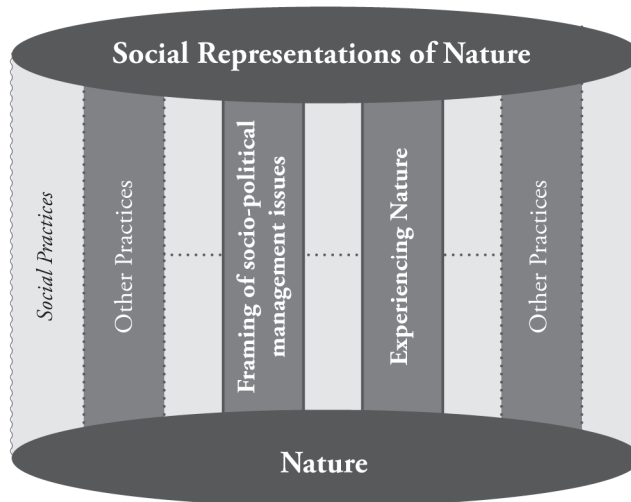 Social Representations of Nature
Social Practices
Other Practices
Framing of socio-political
management issues
Experiencing Nature
Other Practices
Nature